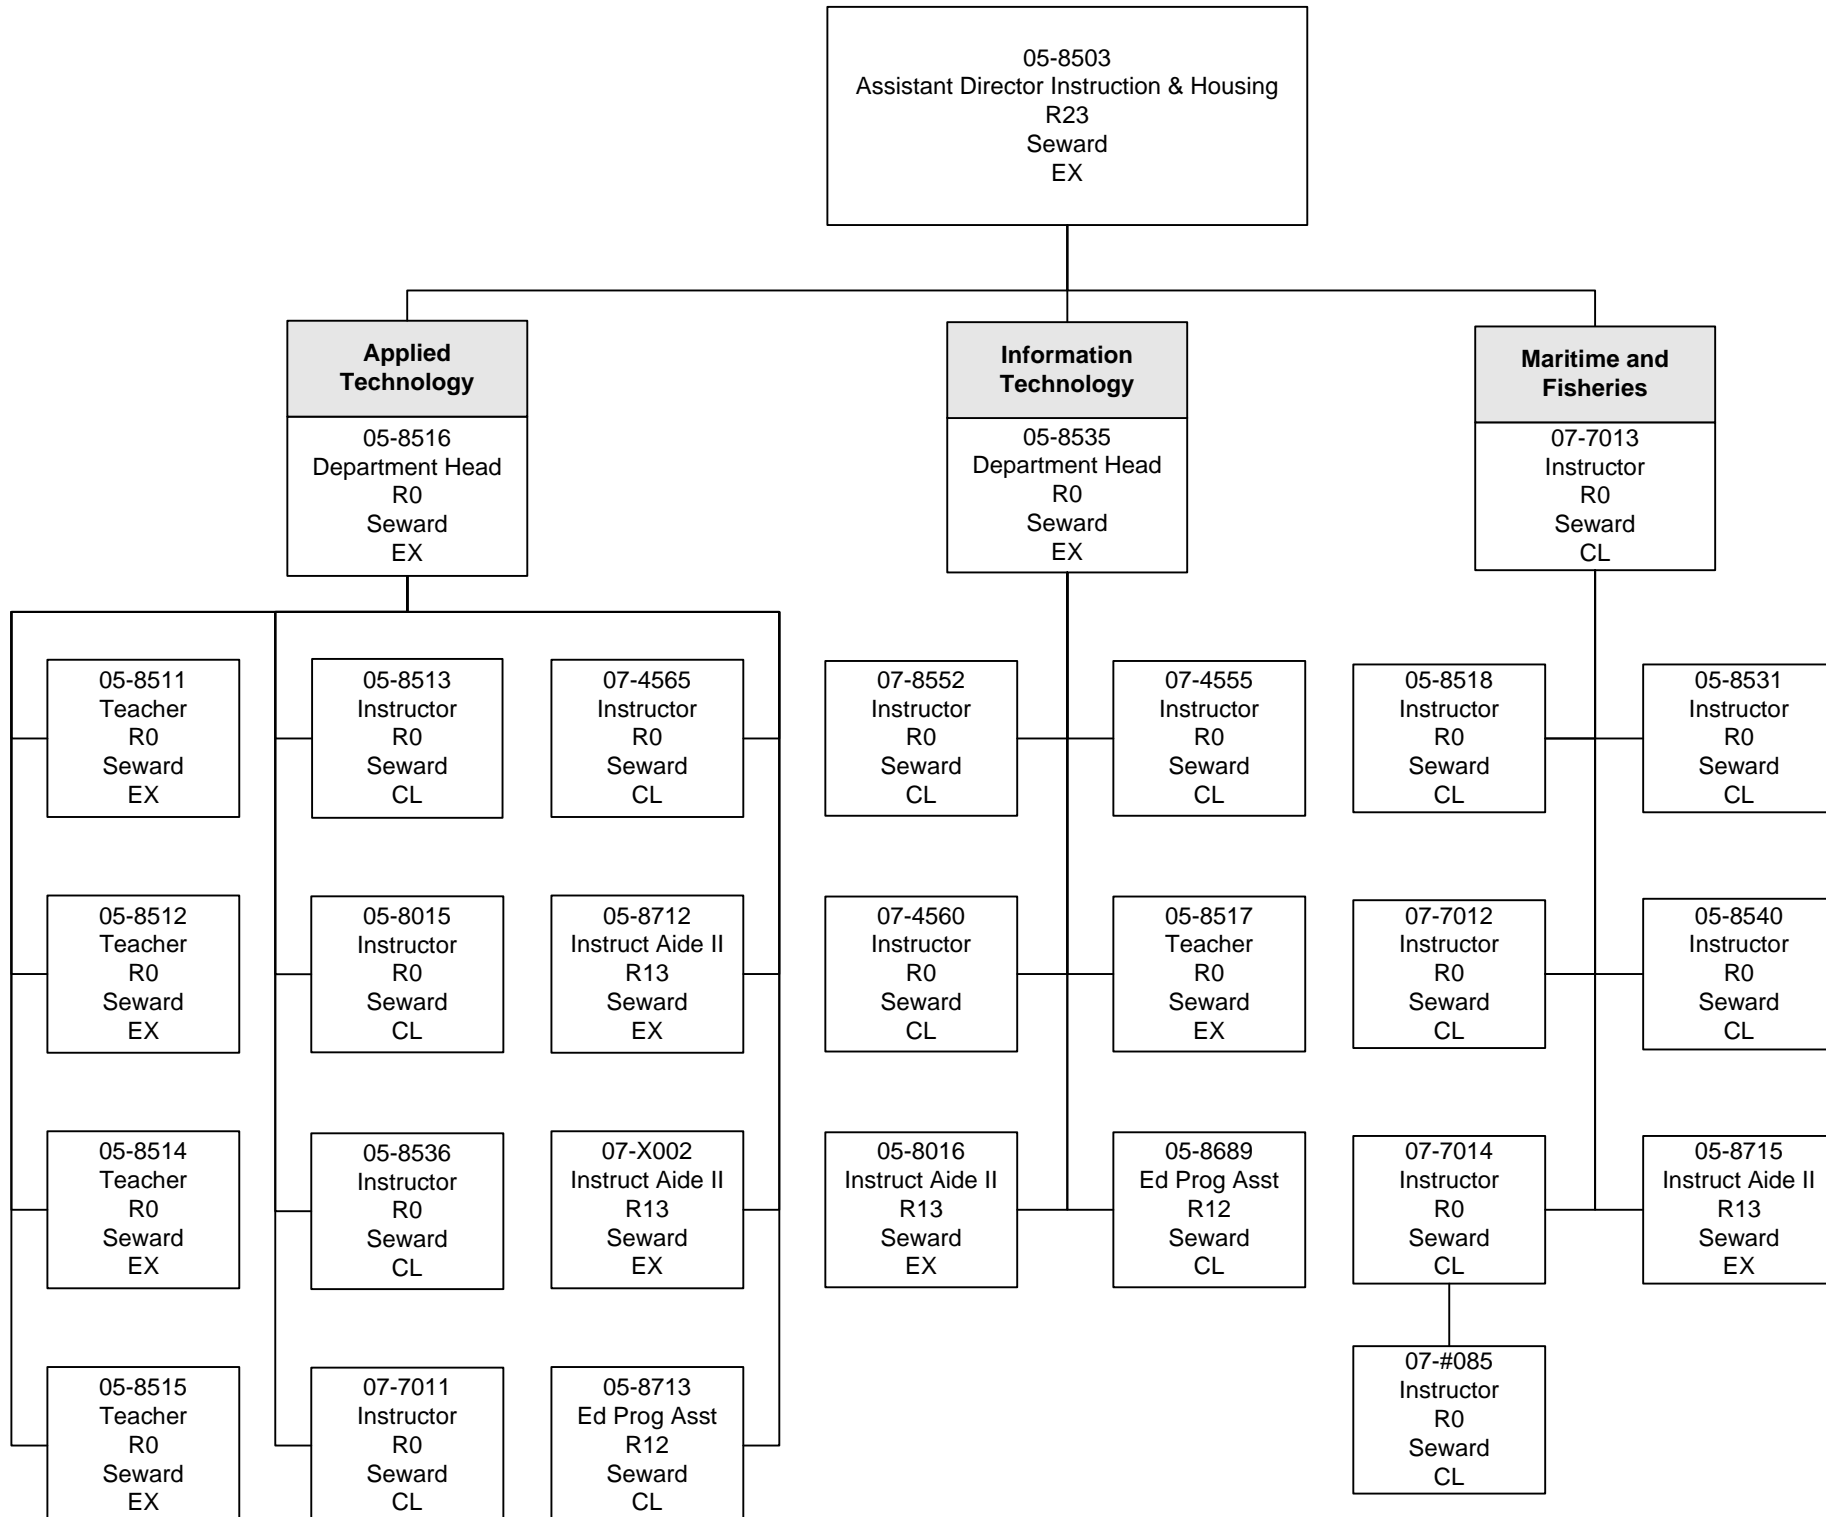 05-8503
Assistant Director Instruction & Housing
R23
Seward
EX
Applied
Technology
05-8516
Department Head
R0
Seward
EX
Information
Technology
05-8535
Department Head
R0
Seward
EX
Maritime and
Fisheries
07-7013
Instructor
R0
Seward
CL
05-8511
Teacher
R0
Seward
EX
05-8513
Instructor
R0
Seward
CL
07-4565
Instructor
R0
Seward
CL
07-8552
Instructor
R0
Seward
CL
07-4555
Instructor
R0
Seward
CL
05-8518
Instructor
R0
Seward
CL
05-8531
Instructor
R0
Seward
CL
05-8512
Teacher
R0
Seward
EX
05-8015
Instructor
R0
Seward
CL
05-8712
Instruct Aide II
R13
Seward
EX
07-4560
Instructor
R0
Seward
CL
05-8517
Teacher
R0
Seward
EX
07-7012
Instructor
R0
Seward
CL
05-8540
Instructor
R0
Seward
CL
05-8514
Teacher
R0
Seward
EX
05-8536
Instructor
R0
Seward
CL
07-X002
Instruct Aide II
R13
Seward
EX
05-8016
Instruct Aide II
R13
Seward
EX
05-8689
Ed Prog Asst
R12
Seward
CL
07-7014
Instructor
R0
Seward
CL
05-8715
Instruct Aide II
R13
Seward
EX
05-8515
Teacher
R0
Seward
EX
07-7011
Instructor
R0
Seward
CL
05-8713
Ed Prog Asst
R12
Seward
CL
07-#085
Instructor
R0
Seward
CL